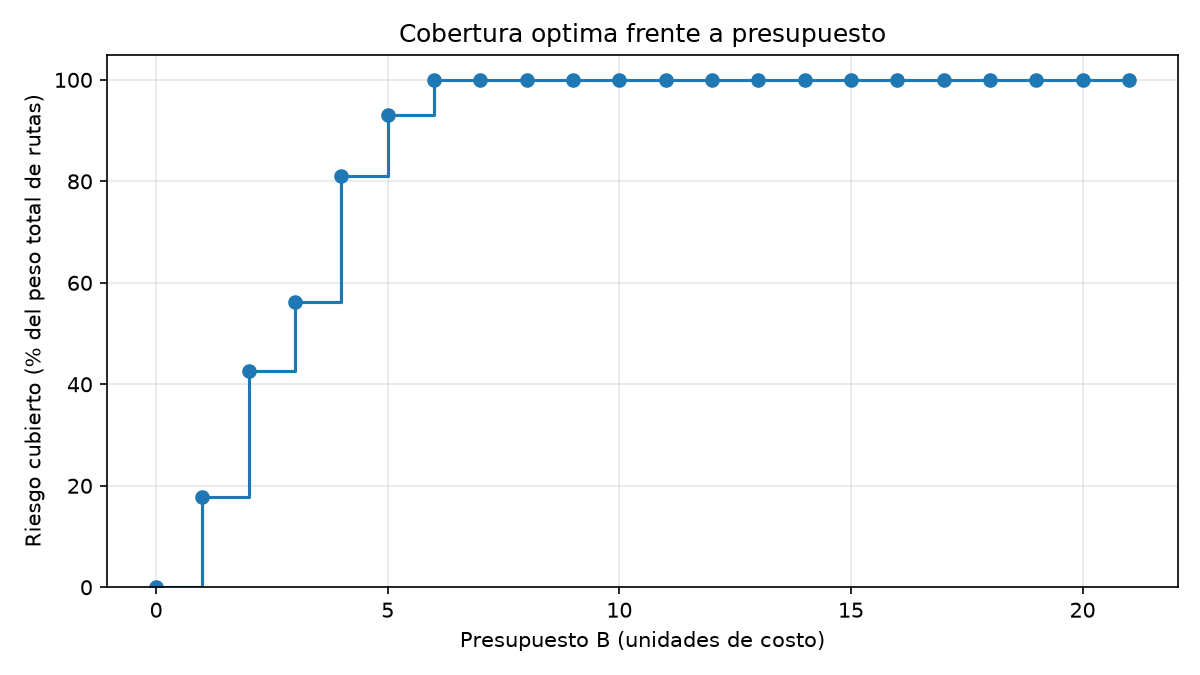 Cobertura optima frente a presupuesto
Riesgo cubierto (% del peso total de rutas)
100
80
60
40
20
0
0 5 10 15 20
Presupuesto B (unidades de costo)